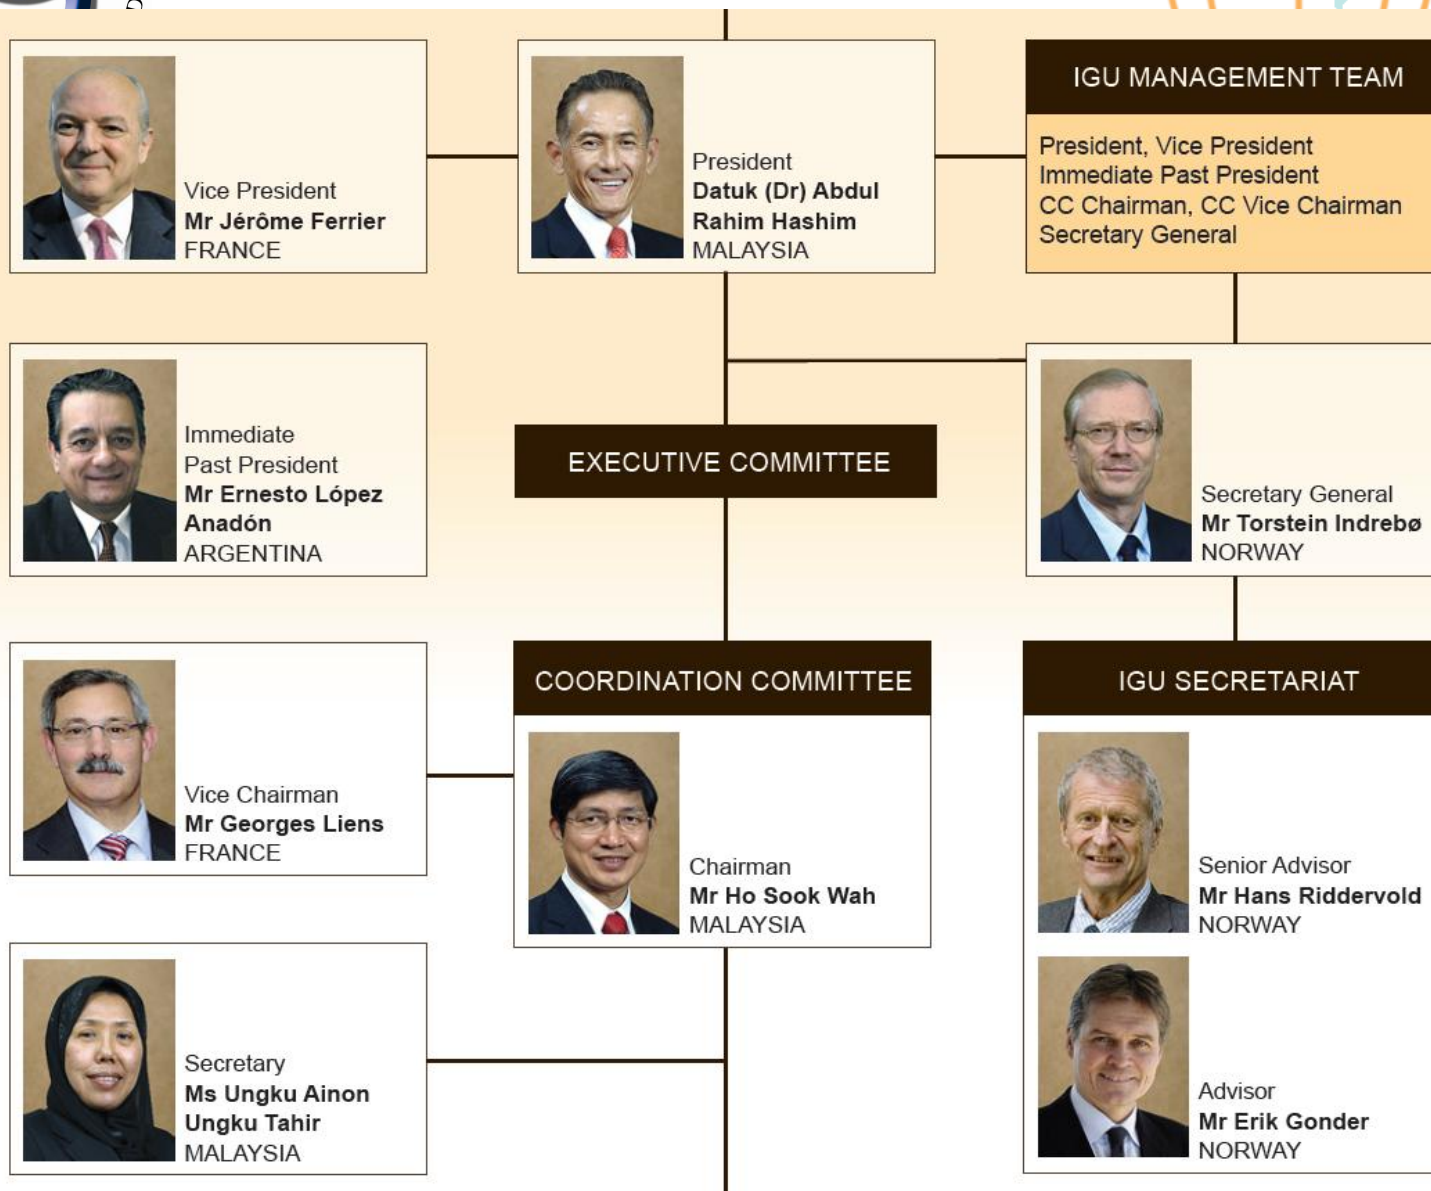 Vice President
Mr Jérôme Ferrier
FRANCE
President
Datuk (Dr) Abdul
Rahim Hashim
MALAYSIA
IGU MANAGEMENT TEAM
President, Vice President
Immediate Past President
CC Chairman, CC Vice Chairman
Secretary General
Immediate
Past President
Mr Ernesto López
Anadón
ARGENTINA
EXECUTIVE COMMITTEE
Secretary General
Mr Torstein Indrebø
NORWAY
Vice Chairman
Mr Georges Liens
FRANCE
COORDINATION COMMITTEE
Chairman
Mr Ho Sook Wah
MALAYSIA
IGU SECRETARIAT
Senior Advisor
Mr Hans Riddervold
NORWAY
Secretary
Ms Ungku Ainon
Ungku Tahir
MALAYSIA
Advisor
Mr Erik Gonder
NORWAY